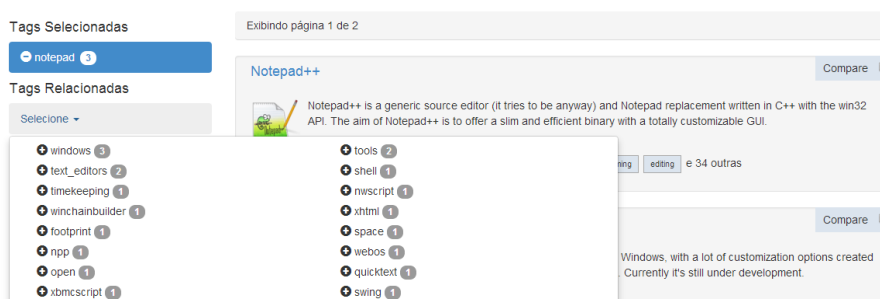 Tags Selecionadas
notepad 3
Tags Relacionadas
Selecione
windows 3
text_editors 2
timekeeping 1
winchainbuilder 1
footprint 1
npp 1
open 1
xbmcscript 1
tools 2
shell 1
nwscript 1
xhtml 1
space 1
webos 1
quicktext 1
swing 1
Exibindo página 1 de 2
Notepad++
Compare
Notepad++ is a generic source editor (it tries to be anyway) and Notepad replacement written in C++ with the win32
API. The aim of Notepad++ is to offer a slim and efficient binary with a totally customizable GUI.
editing e 34 outras
Compare
Windows, with a lot of customization options created
. Currently it's still under development.